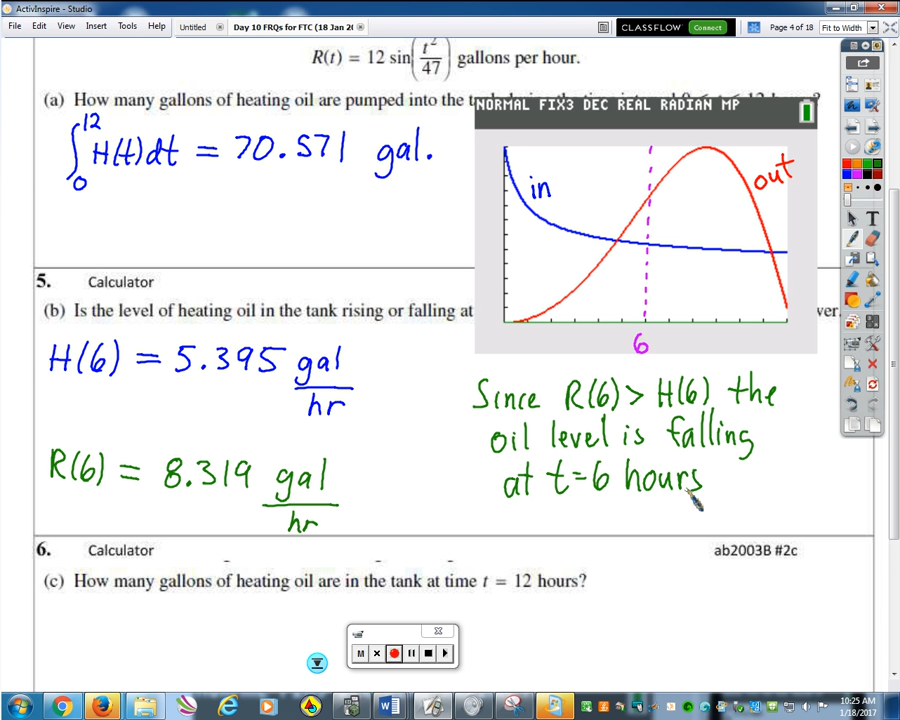 ActivInspire - Studio
File Edit View Insert Tools Help
Untitled
Day 10 FRQs for FTC (18 Jan 20
CLASSFLOW Connect
Page 4 of 18
Fit to Width
R(t) = 12 sin(t²/47) gallons per hour.
(a) How many gallons of heating oil are pumped into the
NORMAL FIX3 DEC REAL RADIAN MP
∫₀¹² H(t)dt = 70.571 gal.
in
out
6
5. Calculator
(b) Is the level of heating oil in the tank rising or falling at
H(6) = 5.395 gal/hr
Since R(6) > H(6) the
oil level is falling
at t=6 hours
R(6) = 8.319 gal/hr
6. Calculator
ab2003B #2c
(c) How many gallons of heating oil are in the tank at time t = 12 hours?
M
10:25 AM
1/18/2017